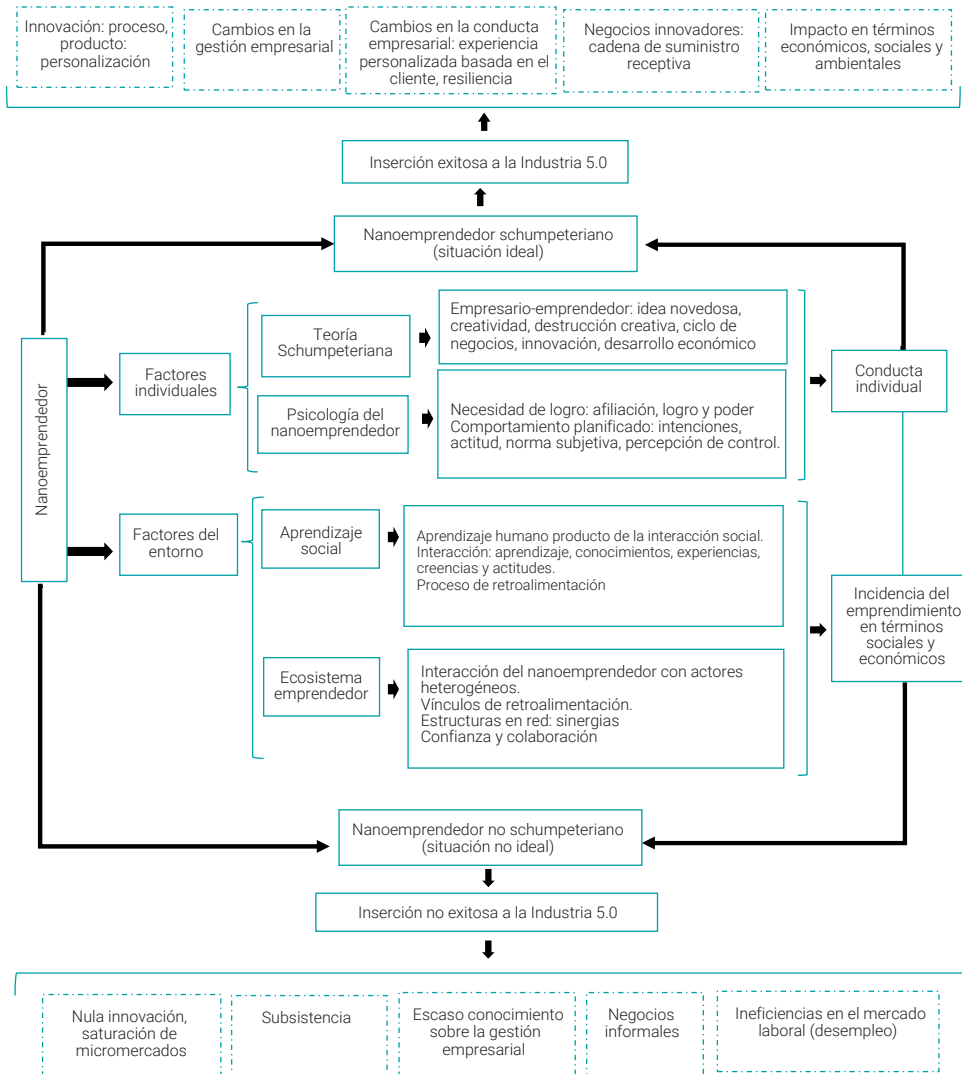 Innovación: proceso,
producto:
personalización
Cambios en la
gestión empresarial
Cambios en la conducta
empresarial: experiencia
personalizada basada en el
cliente, resiliencia
Negocios innovadores:
cadena de suministro
receptiva
Impacto en términos
económicos, sociales y
ambientales
Inserción exitosa a la Industria 5.0
Nanoemprendedor schumpeteriano
(situación ideal)
Nanoemprendedor
Factores
individuales
Teoría
Schumpeteriana
Empresario-emprendedor: idea novedosa,
creatividad, destrucción creativa, ciclo de
negocios, innovación, desarrollo económico
Psicología del
nanoemprendedor
Necesidad de logro: afiliación, logro y poder
Comportamiento planificado: intenciones,
actitud, norma subjetiva, percepción de control.
Conducta
individual
Factores del
entorno
Aprendizaje
social
Aprendizaje humano producto de la interacción social.
Interacción: aprendizaje, conocimientos, experiencias,
creencias y actitudes.
Proceso de retroalimentación
Ecosistema
emprendedor
Interacción del nanoemprendedor con actores
heterogéneos.
Vínculos de retroalimentación.
Estructuras en red: sinergias
Confianza y colaboración
Incidencia del
emprendimiento
en términos
sociales y
económicos
Nanoemprendedor no schumpeteriano
(situación no ideal)
Inserción no exitosa a la Industria 5.0
Nula innovación,
saturación de
micromercados
Subsistencia
Escaso conocimiento
sobre la gestión
empresarial
Negocios
informales
Ineficiencias en el mercado
laboral (desempleo)